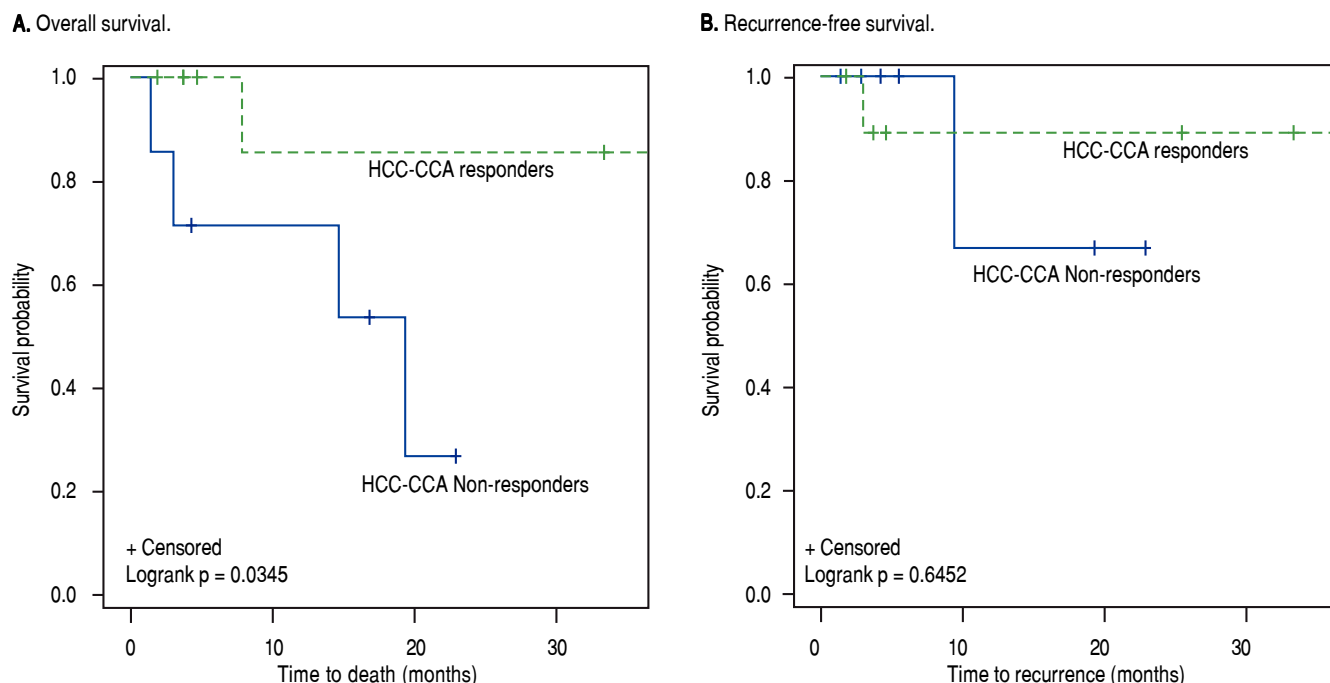 A. Overall survival.
1.0
0.8
0.6
0.4
0.2
0.0
Survival probability
HCC-CCA responders
HCC-CCA Non-responders
+ Censored
Logrank p = 0.0345
0 10 20 30
Time to death (months)
B. Recurrence-free survival.
1.0
0.8
0.6
0.4
0.2
0.0
Survival probability
HCC-CCA responders
HCC-CCA Non-responders
+ Censored
Logrank p = 0.6452
0 10 20 30
Time to recurrence (months)